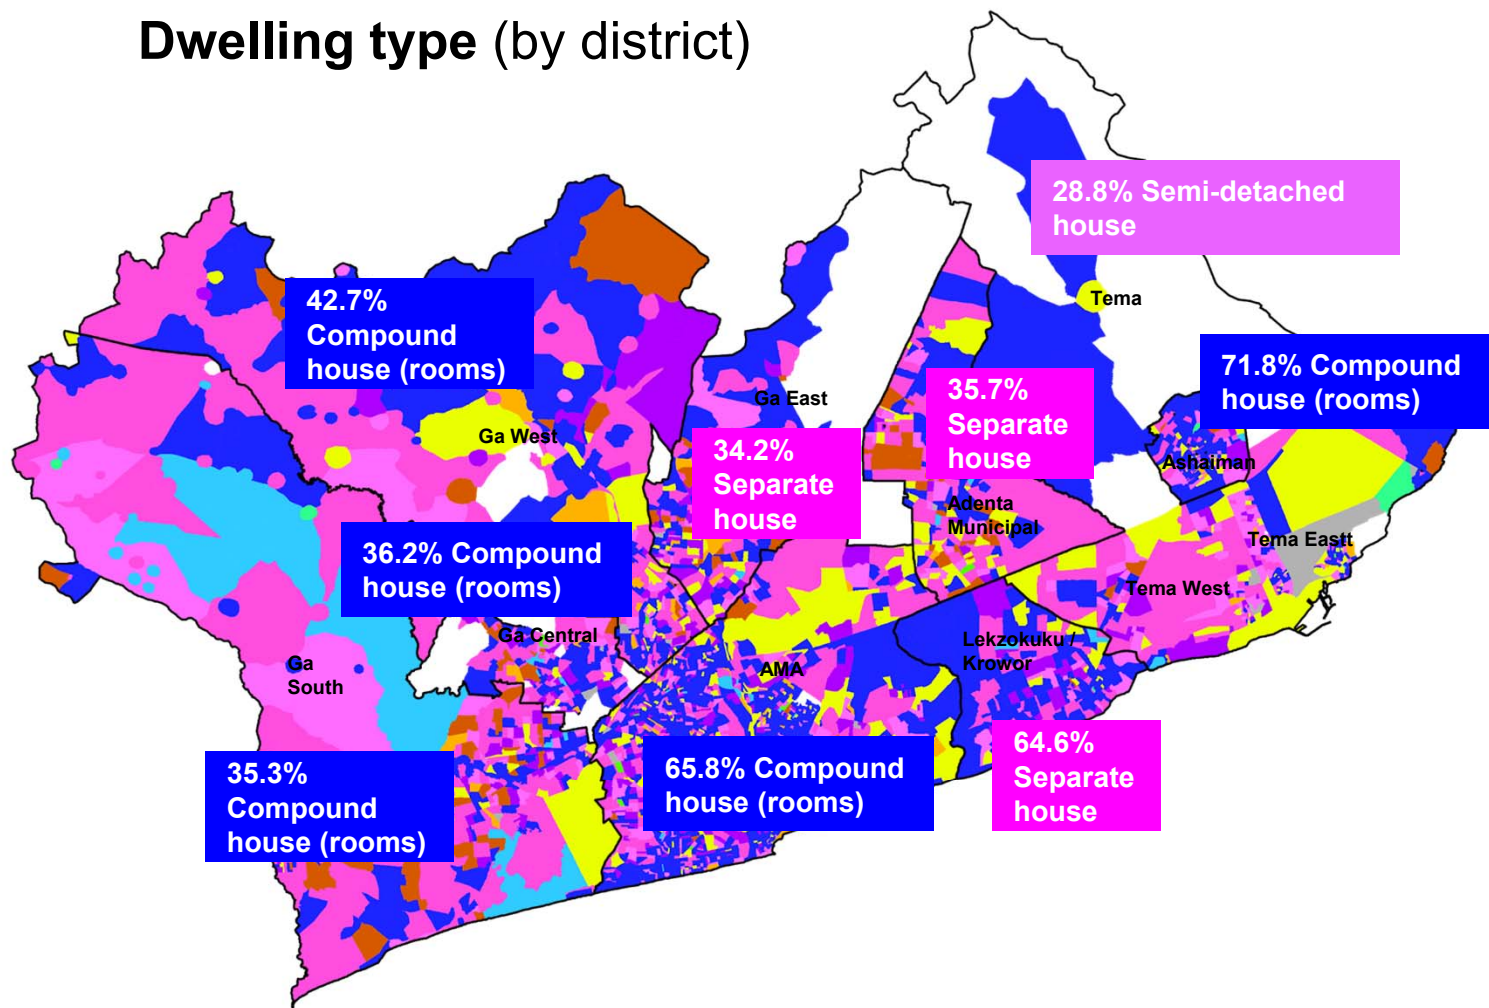 Dwelling type (by district)
28.8% Semi-detached
house
Tema
42.7%
Compound
house (rooms)
71.8% Compound
house (rooms)
35.7%
Separate
house
Ga East
Ga West
34.2%
Separate
house
Ashaiman
Adenta
Municipal
Tema Eastt
36.2% Compound
house (rooms)
Tema West
Ga Central
Lekzokuku /
Krowor
Ga
South
AMA
64.6%
Separate
house
65.8% Compound
house (rooms)
35.3%
Compound
house (rooms)